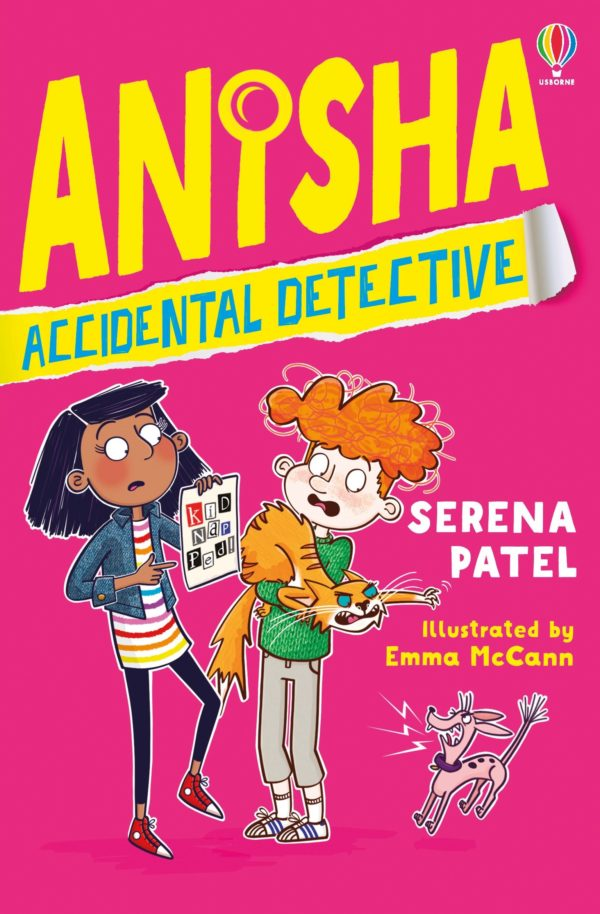 USBORNE
ANiSHA
ACCIDENTAL DETECTIVE
KiD
NaP
Ped!
SERENA
PATEL
Illustrated by
Emma McCann